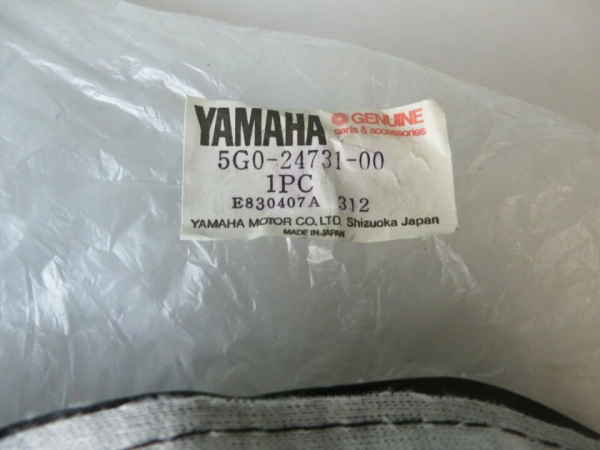 YAMAHA GENUINE
parts & accessories
5G0-24731-00
1PC
E830407A 312
YAMAHA MOTOR CO., LTD. Shizuoka Japan
MADE IN JAPAN